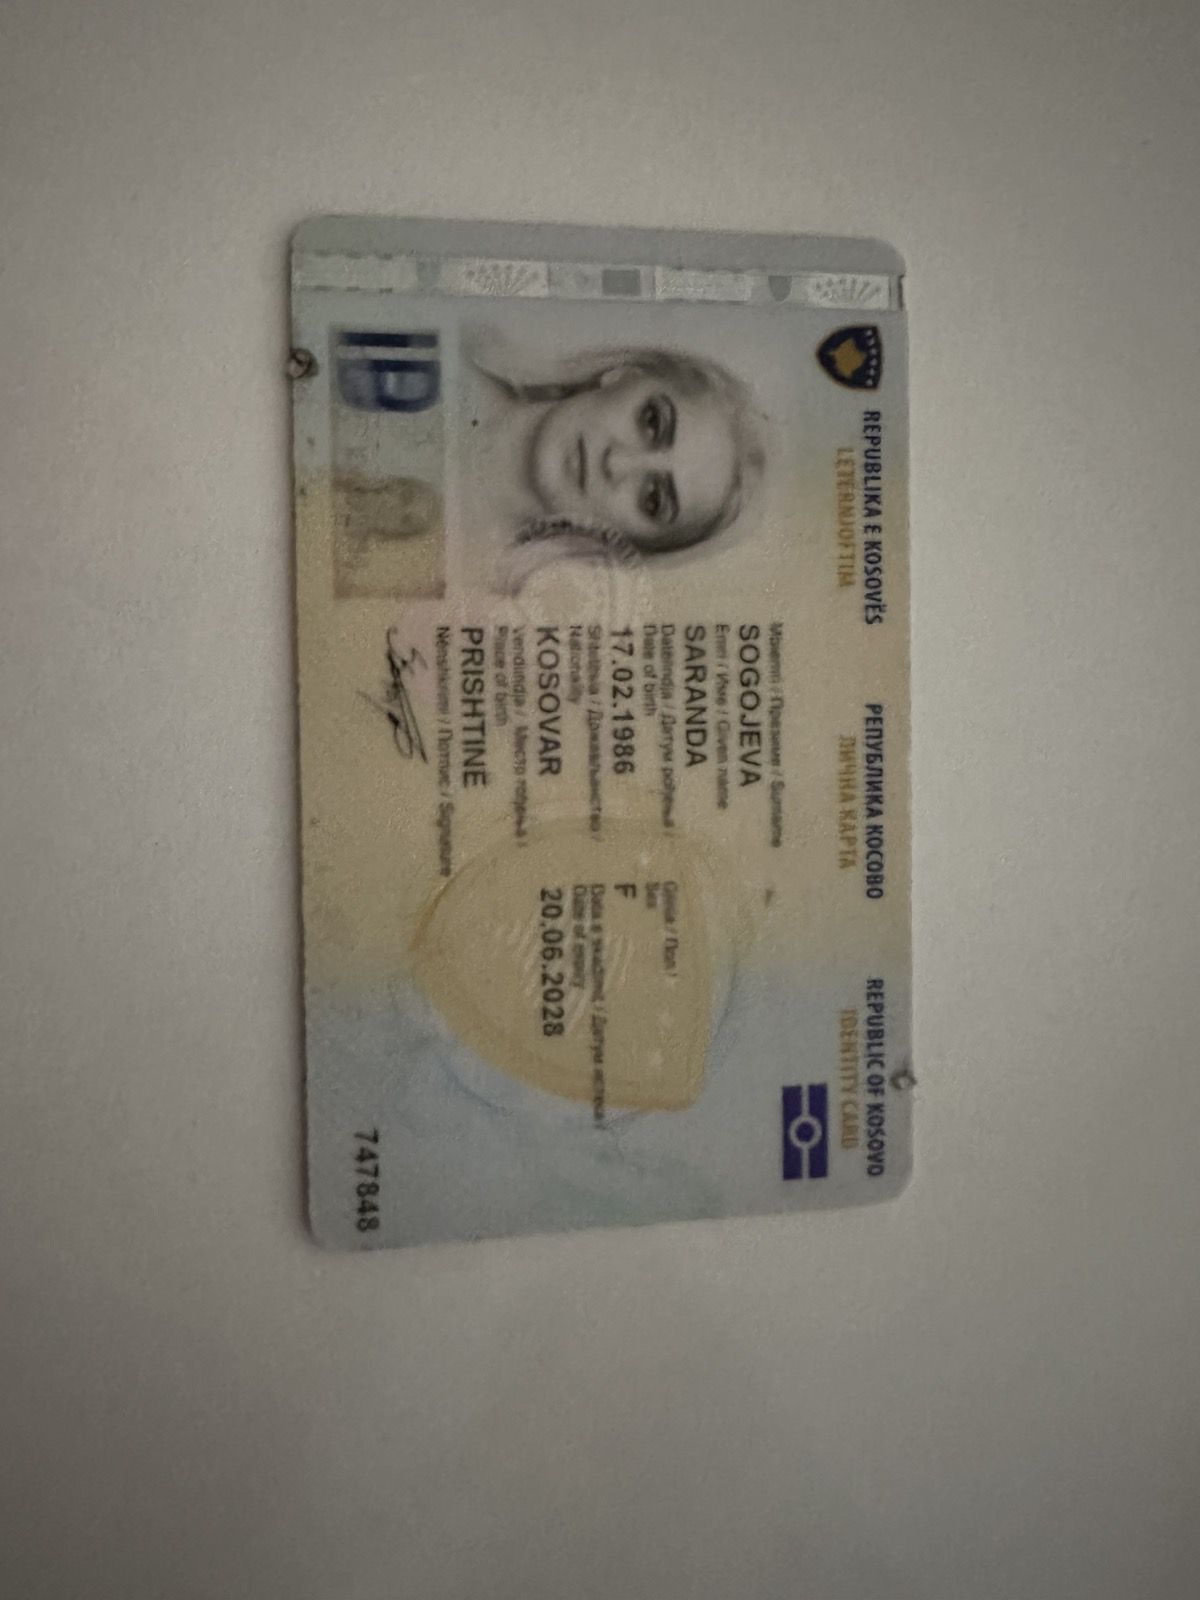 REPUBLIKA E KOSOVËS РЕПУБЛИКА КОСОВО REPUBLIC OF KOSOVO
LETËRNJOFTIM ЛИЧНА КАРТА IDENTITY CARD
Mbiemri / Презиме / Surname
SOGOJEVA
Emri / Име / Given name
SARANDA
Datëlindja / Датум рођења /
Date of birth
17.02.1986
Gjinia / Пол /
Sex
F
Shtetësia / Држављанство /
Nationality
KOSOVAR
Data e skadimit / Датум истека /
Date of expiry
20.06.2028
Vendlindja / Место рођења /
Place of birth
PRISHTINË
Nënshkrimi / Потпис / Signature
ID
747848